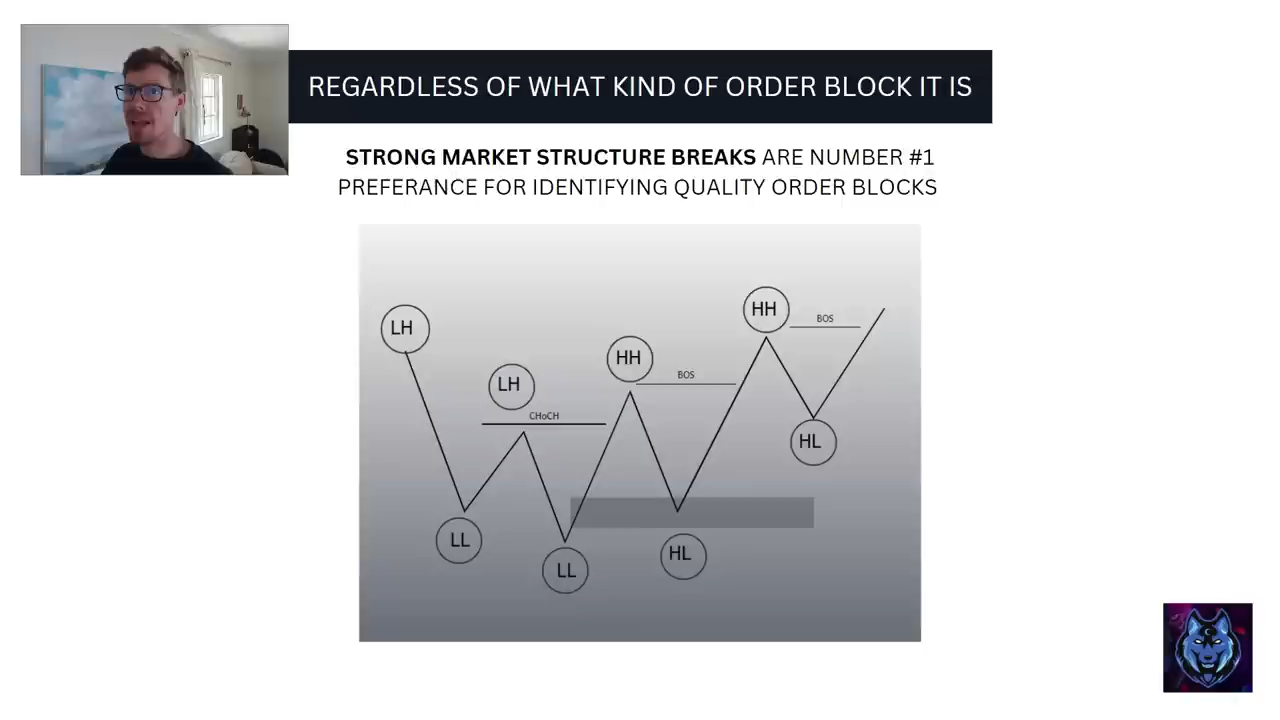 REGARDLESS OF WHAT KIND OF ORDER BLOCK IT IS
STRONG MARKET STRUCTURE BREAKS ARE NUMBER #1
PREFERANCE FOR IDENTIFYING QUALITY ORDER BLOCKS
HH
BOS
LH
HH
BOS
LH
CHoCH
HL
LL
HL
LL